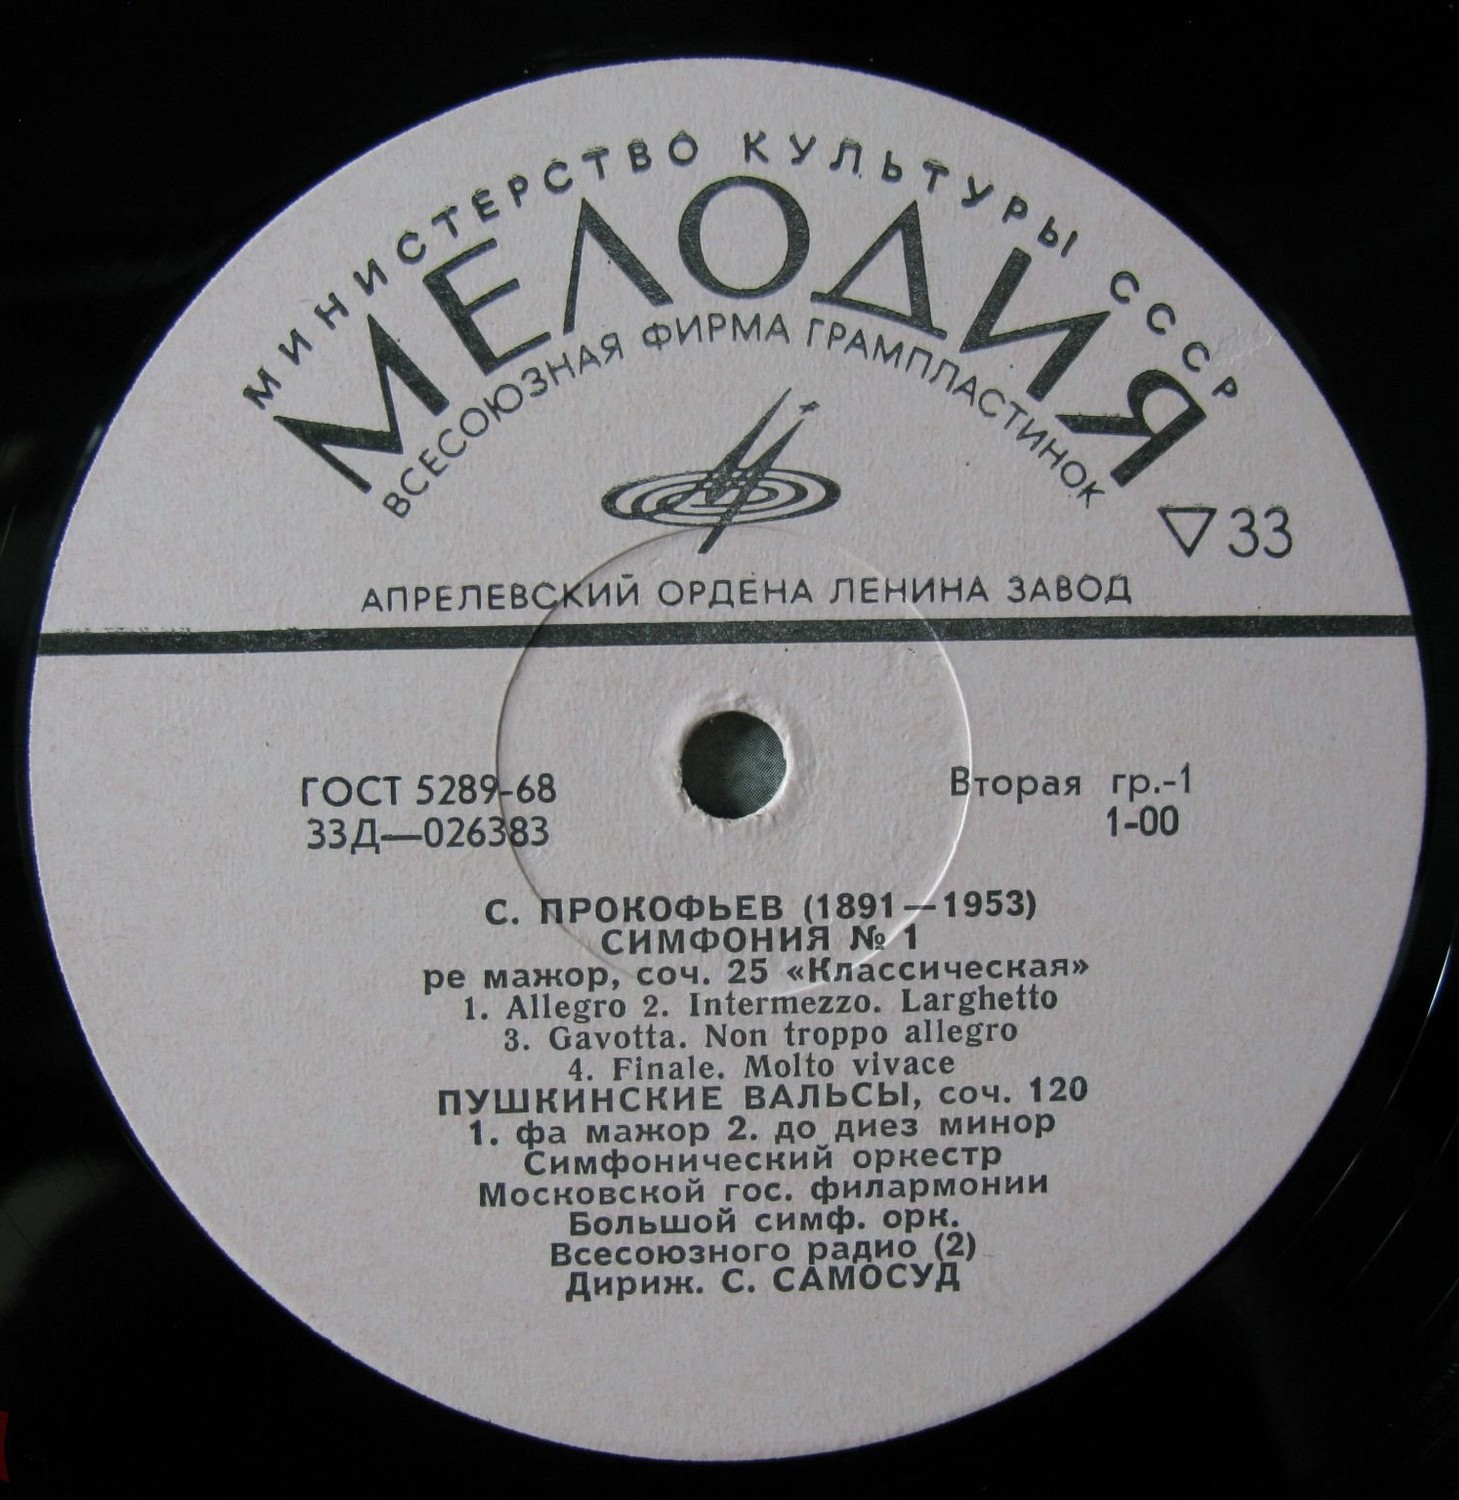 МИНИСТЕРСТВО КУЛЬТУРЫ СССР
МЕЛОДИЯ
ВСЕСОЮЗНАЯ ФИРМА ГРАМПЛАСТИНОК
▽33
АПРЕЛЕВСКИЙ ОРДЕНА ЛЕНИНА ЗАВОД
ГОСТ 5289-68
33Д—026383
Вторая гр.-1
1-00
С. ПРОКОФЬЕВ (1891—1953)
СИМФОНИЯ № 1
ре мажор, соч. 25 «Классическая»
1. Allegro 2. Intermezzo. Larghetto
3. Gavotta. Non troppo allegro
4. Finale. Molto vivace
ПУШКИНСКИЕ ВАЛЬСЫ, соч. 120
1. фа мажор 2. до диез минор
Симфонический оркестр
Московской гос. филармонии
Большой симф. орк.
Всесоюзного радио (2)
Дириж. С. САМОСУД